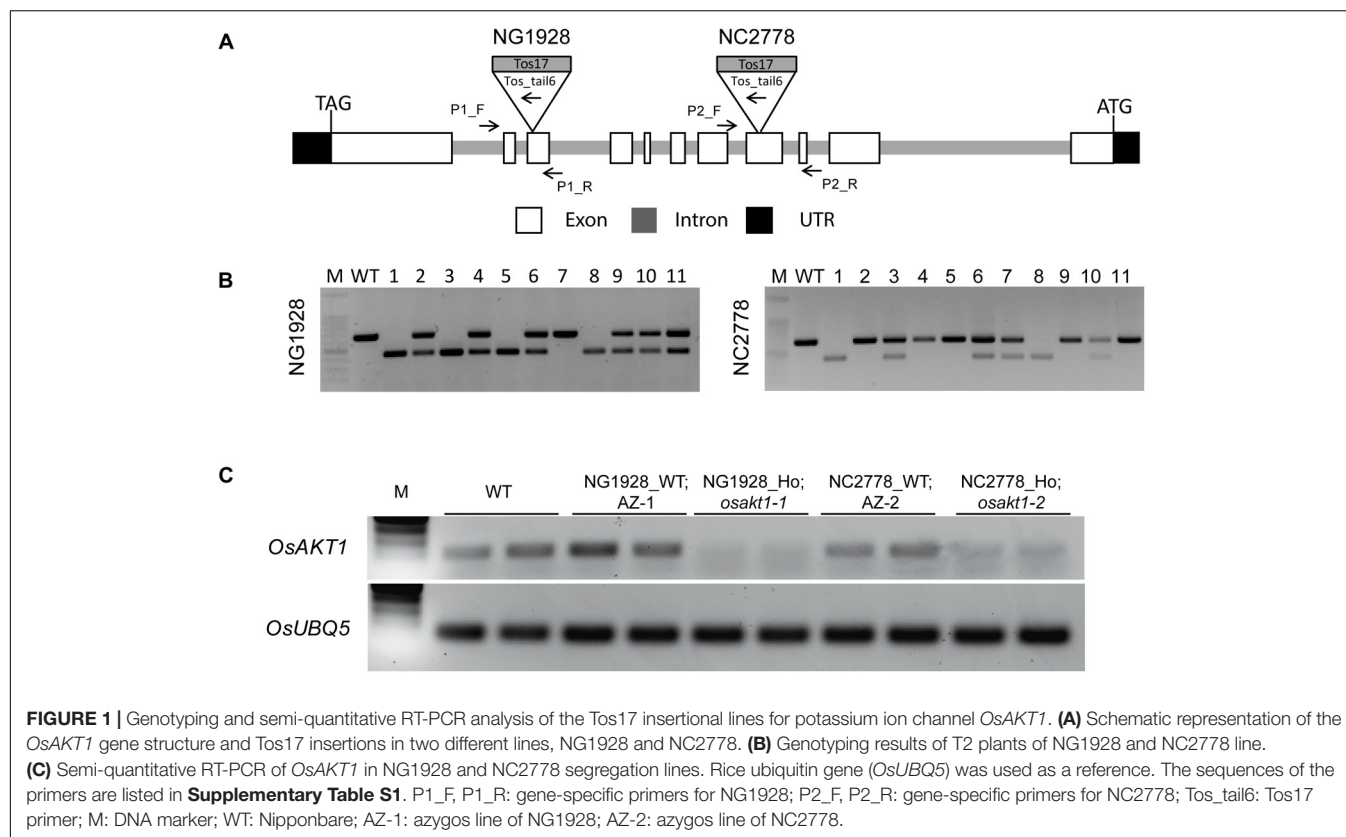 A
NG1928 NC2778
Tos17 Tos17
Tos_tail6 Tos_tail6
TAG P1_F P2_F ATG
P1_R P2_R
Exon Intron UTR
B
M WT 1 2 3 4 5 6 7 8 9 10 11
NG1928
M WT 1 2 3 4 5 6 7 8 9 10 11
NC2778
C
M WT NG1928_WT; AZ-1 NG1928_Ho; osakt1-1 NC2778_WT; AZ-2 NC2778_Ho; osakt1-2
OsAKT1
OsUBQ5
FIGURE 1 | Genotyping and semi-quantitative RT-PCR analysis of the Tos17 insertional lines for potassium ion channel OsAKT1. (A) Schematic representation of the
OsAKT1 gene structure and Tos17 insertions in two different lines, NG1928 and NC2778. (B) Genotyping results of T2 plants of NG1928 and NC2778 line.
(C) Semi-quantitative RT-PCR of OsAKT1 in NG1928 and NC2778 segregation lines. Rice ubiquitin gene (OsUBQ5) was used as a reference. The sequences of the
primers are listed in Supplementary Table S1. P1_F, P1_R: gene-specific primers for NG1928; P2_F, P2_R: gene-specific primers for NC2778; Tos_tail6: Tos17
primer; M: DNA marker; WT: Nipponbare; AZ-1: azygos line of NG1928; AZ-2: azygos line of NC2778.